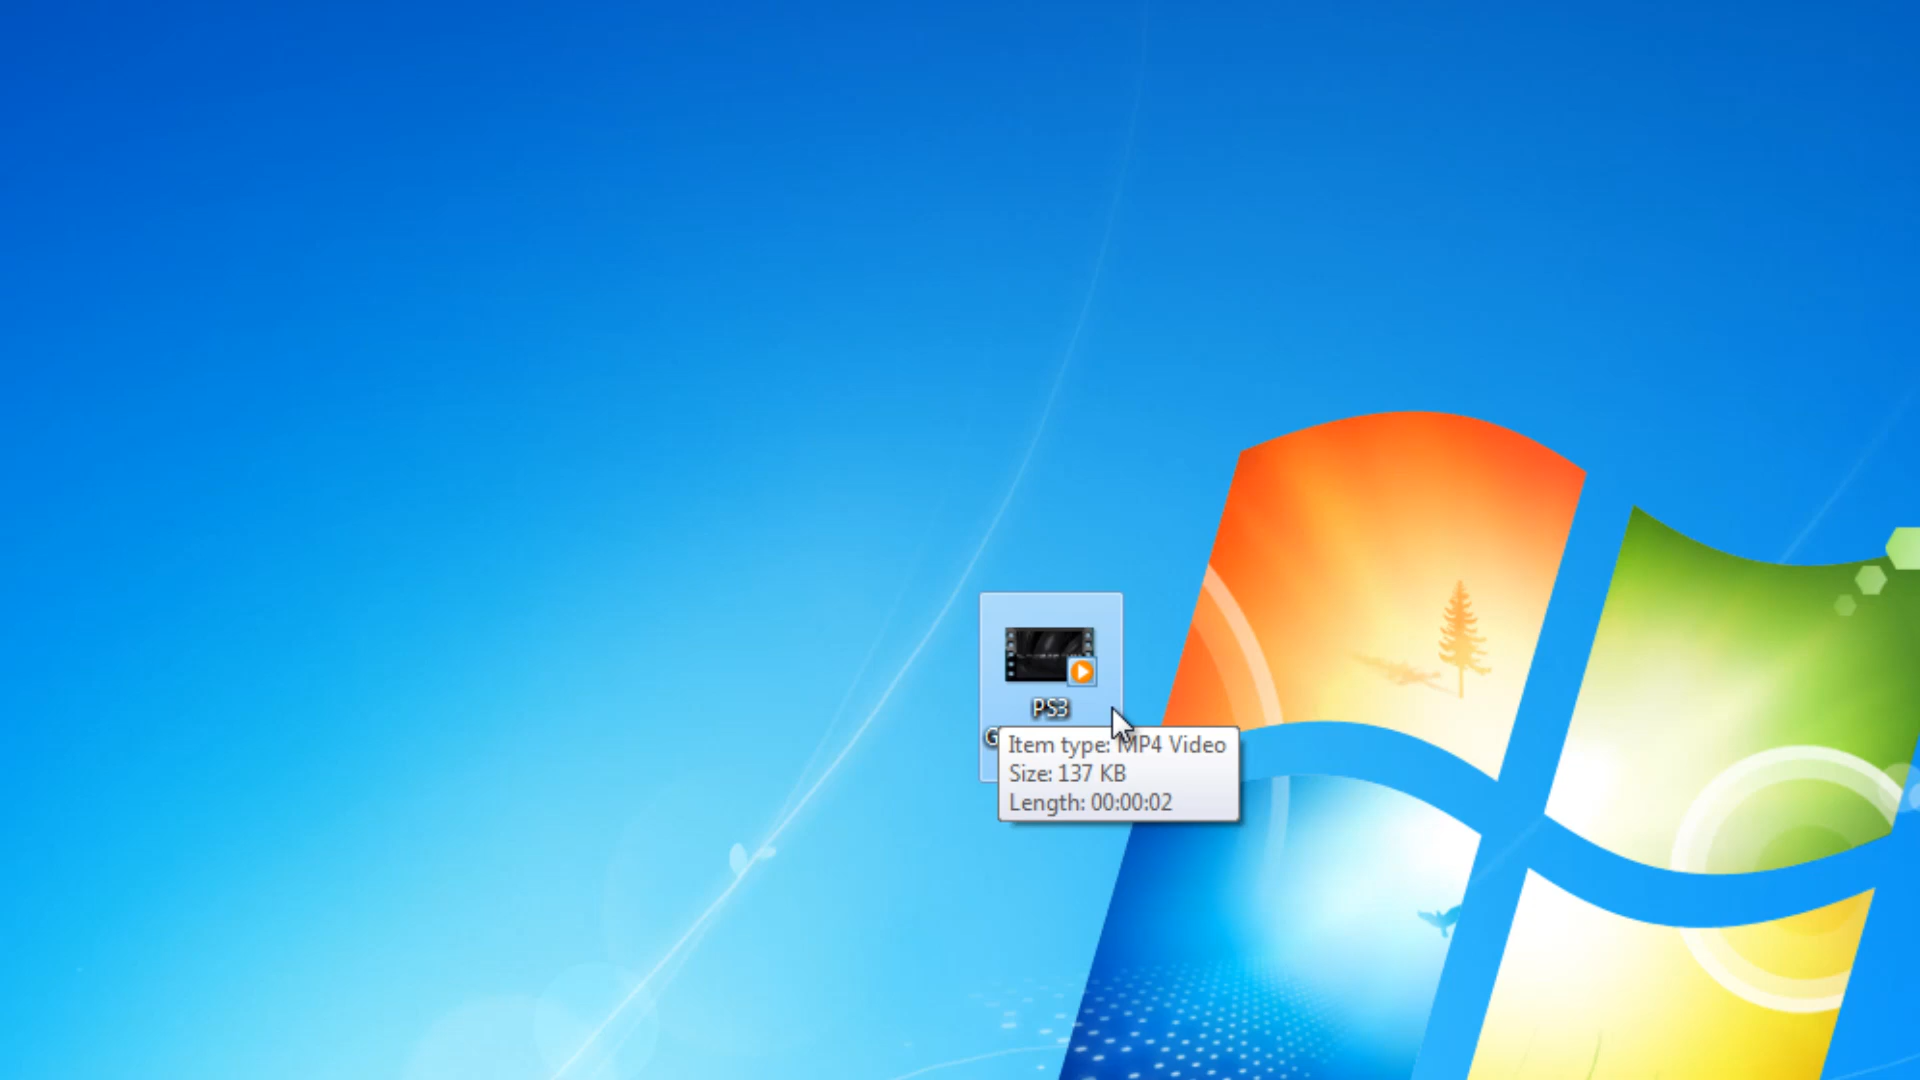 PS3
G
Item type: MP4 Video
Size: 137 KB
Length: 00:00:02